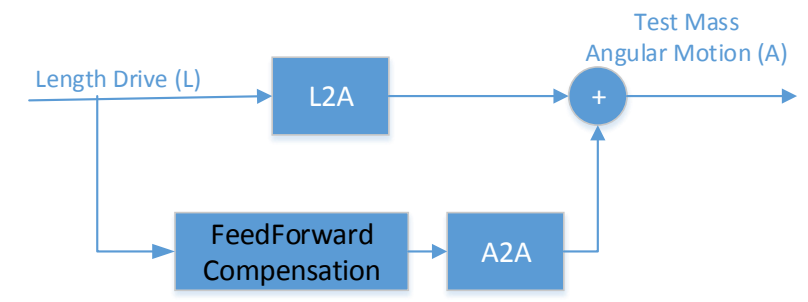 Test Mass
Angular Motion (A)
Length Drive (L)
L2A
+
FeedForward
Compensation
A2A